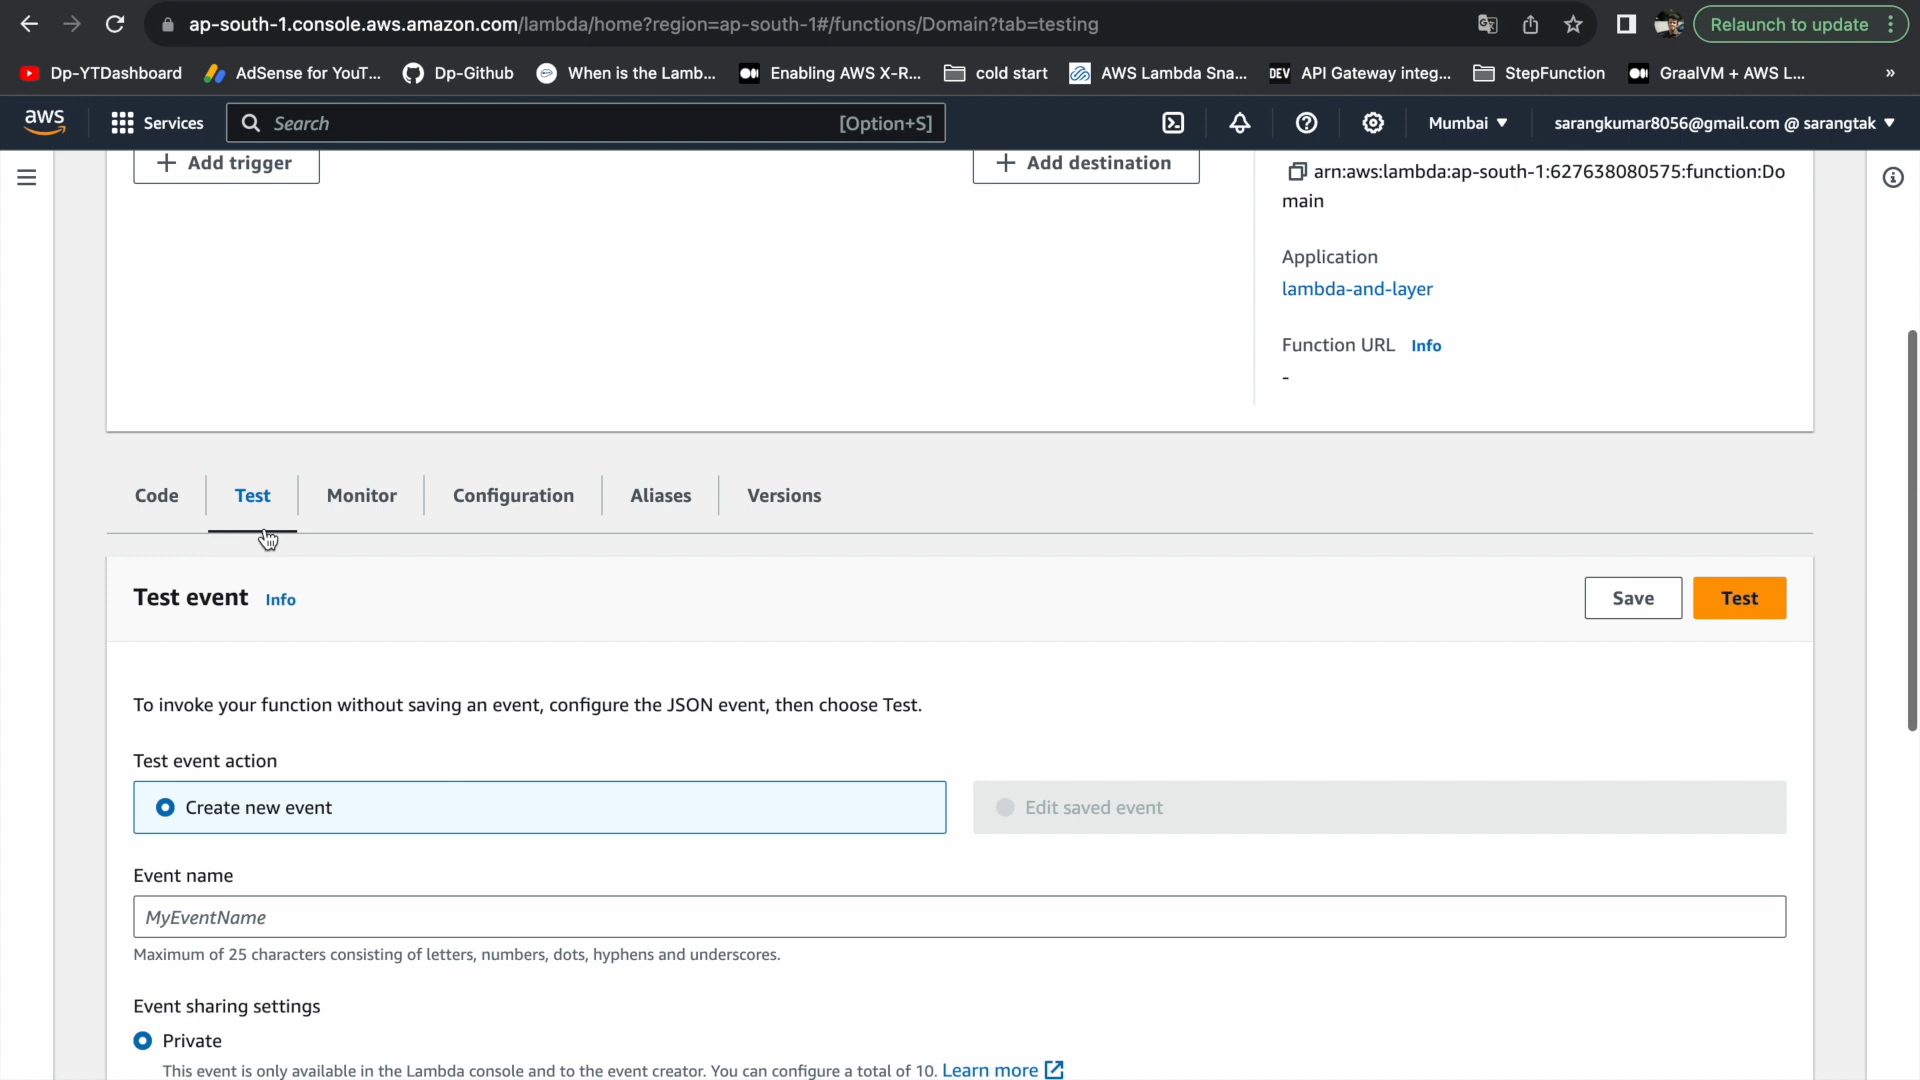 ap-south-1.console.aws.amazon.com/lambda/home?region=ap-south-1#/functions/Domain?tab=testing
Relaunch to update
Dp-YTDashboard
AdSense for YouT...
Dp-Github
When is the Lamb...
Enabling AWS X-R...
cold start
AWS Lambda Sna...
DEV API Gateway integ...
StepFunction
GraalVM + AWS L...
»
aws
Services
Search
[Option+S]
Mumbai
sarangkumar8056@gmail.com @ sarangtak
+ Add trigger
+ Add destination
arn:aws:lambda:ap-south-1:627638080575:function:Do
main
Application
lambda-and-layer
Function URL Info
-
Code
Test
Monitor
Configuration
Aliases
Versions
Test event Info
Save
Test
To invoke your function without saving an event, configure the JSON event, then choose Test.
Test event action
Create new event
Edit saved event
Event name
MyEventName
Maximum of 25 characters consisting of letters, numbers, dots, hyphens and underscores.
Event sharing settings
Private
This event is only available in the Lambda console and to the event creator. You can configure a total of 10. Learn more